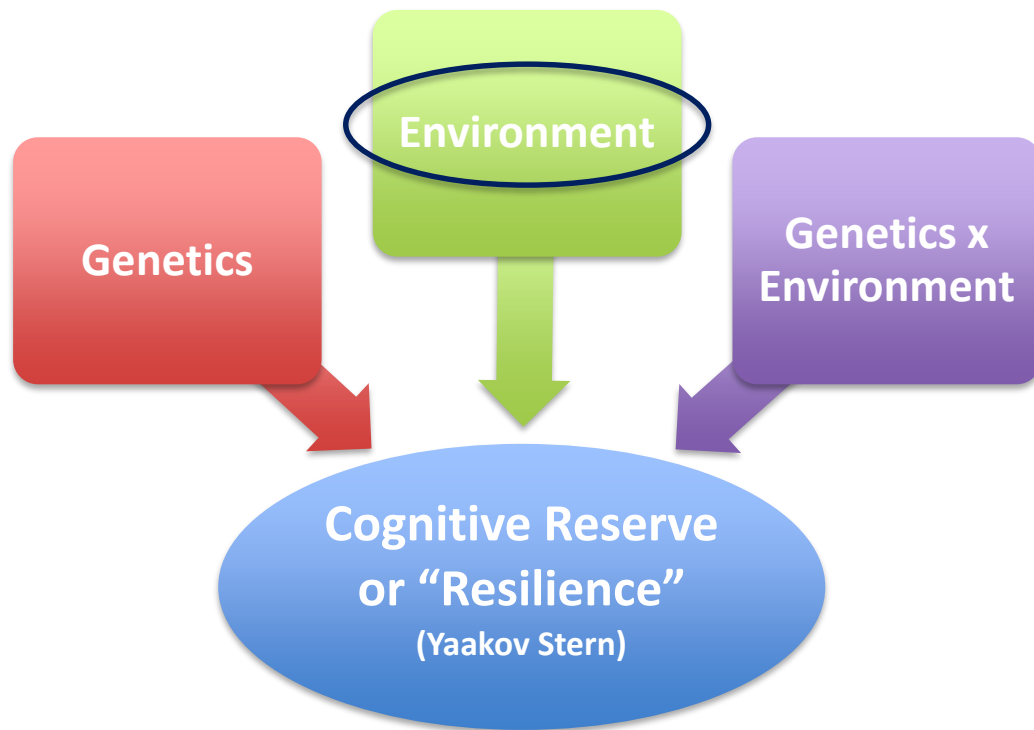 Environment
Genetics
Genetics x
Environment
Cognitive Reserve
or “Resilience”
(Yaakov Stern)